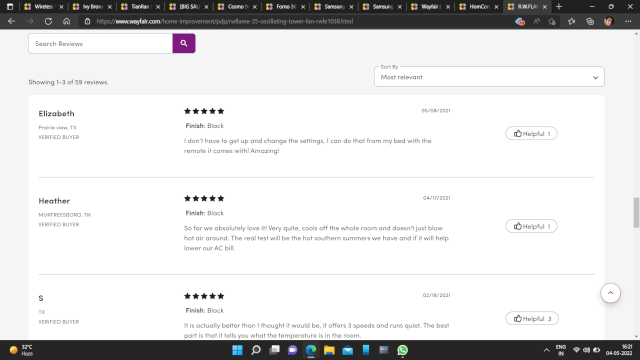 Wireless
Ivy Bronx
TianRan
(BIG SALE
Cosmo 9
Forno 3
Samsung
Samsung
Wayfair
HomCom
R.W.FLA
https://www.wayfair.com/home-improvement/pdp/rwflame-35-oscillating-tower-fan-rwfe1038.html
Search Reviews
Showing 1-3 of 59 reviews.
Sort By
Most relevant
Elizabeth
Prairie view, TX
VERIFIED BUYER
05/08/2021
Finish: Black
I don't have to get up and change the settings, I can do that from my bed with the
remote it comes with! Amazing!
Helpful 1
Heather
MURFREESBORO, TN
VERIFIED BUYER
04/17/2021
Finish: Black
So far we absolutely love it! Very quite, cools off the whole room and doesn't just blow
hot air around. The real test will be the hot southern summers we have and if it will help
lower our AC bill.
Helpful 1
S
TX
VERIFIED BUYER
02/18/2021
Finish: Black
It is actually better than I thought it would be, it offers 3 speeds and runs quiet. The best
part is that it tells you what the temperature is in the room.
Helpful 3
32°C
Haze
ENG
IN
16:21
04-05-2022